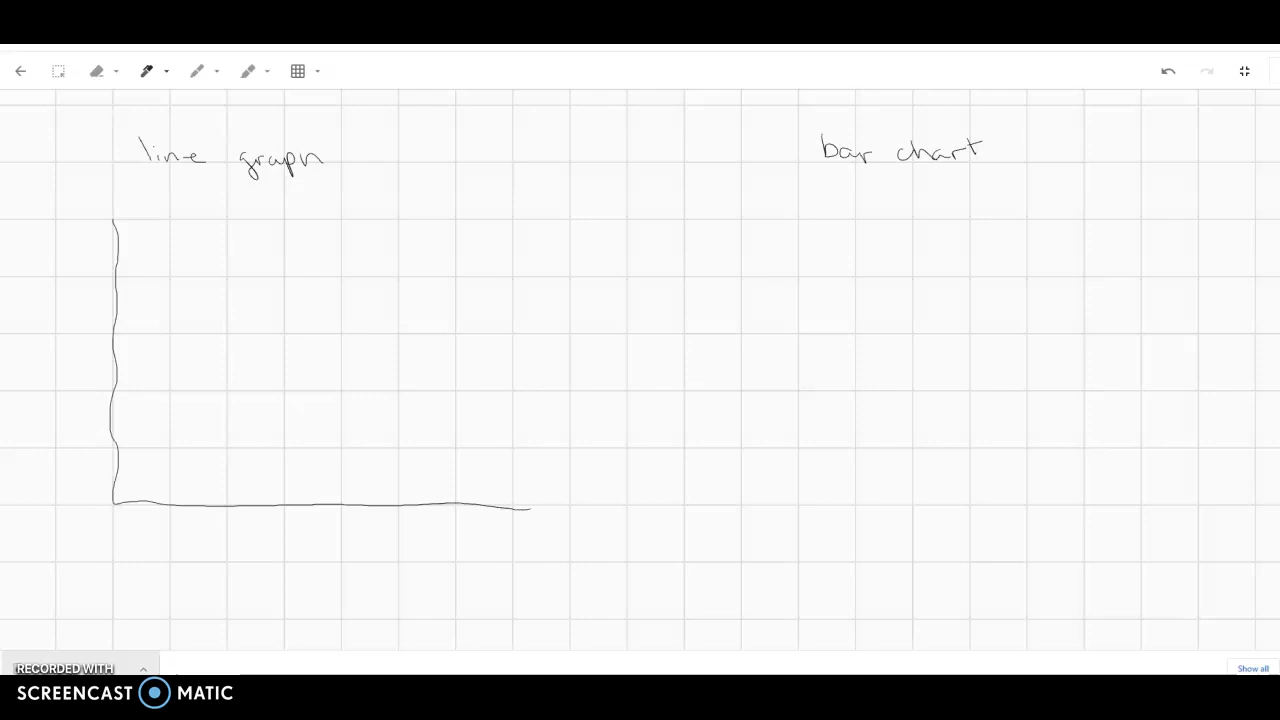 line graph
bar chart
RECORDED WITH
Show all
SCREENCAST MATIC